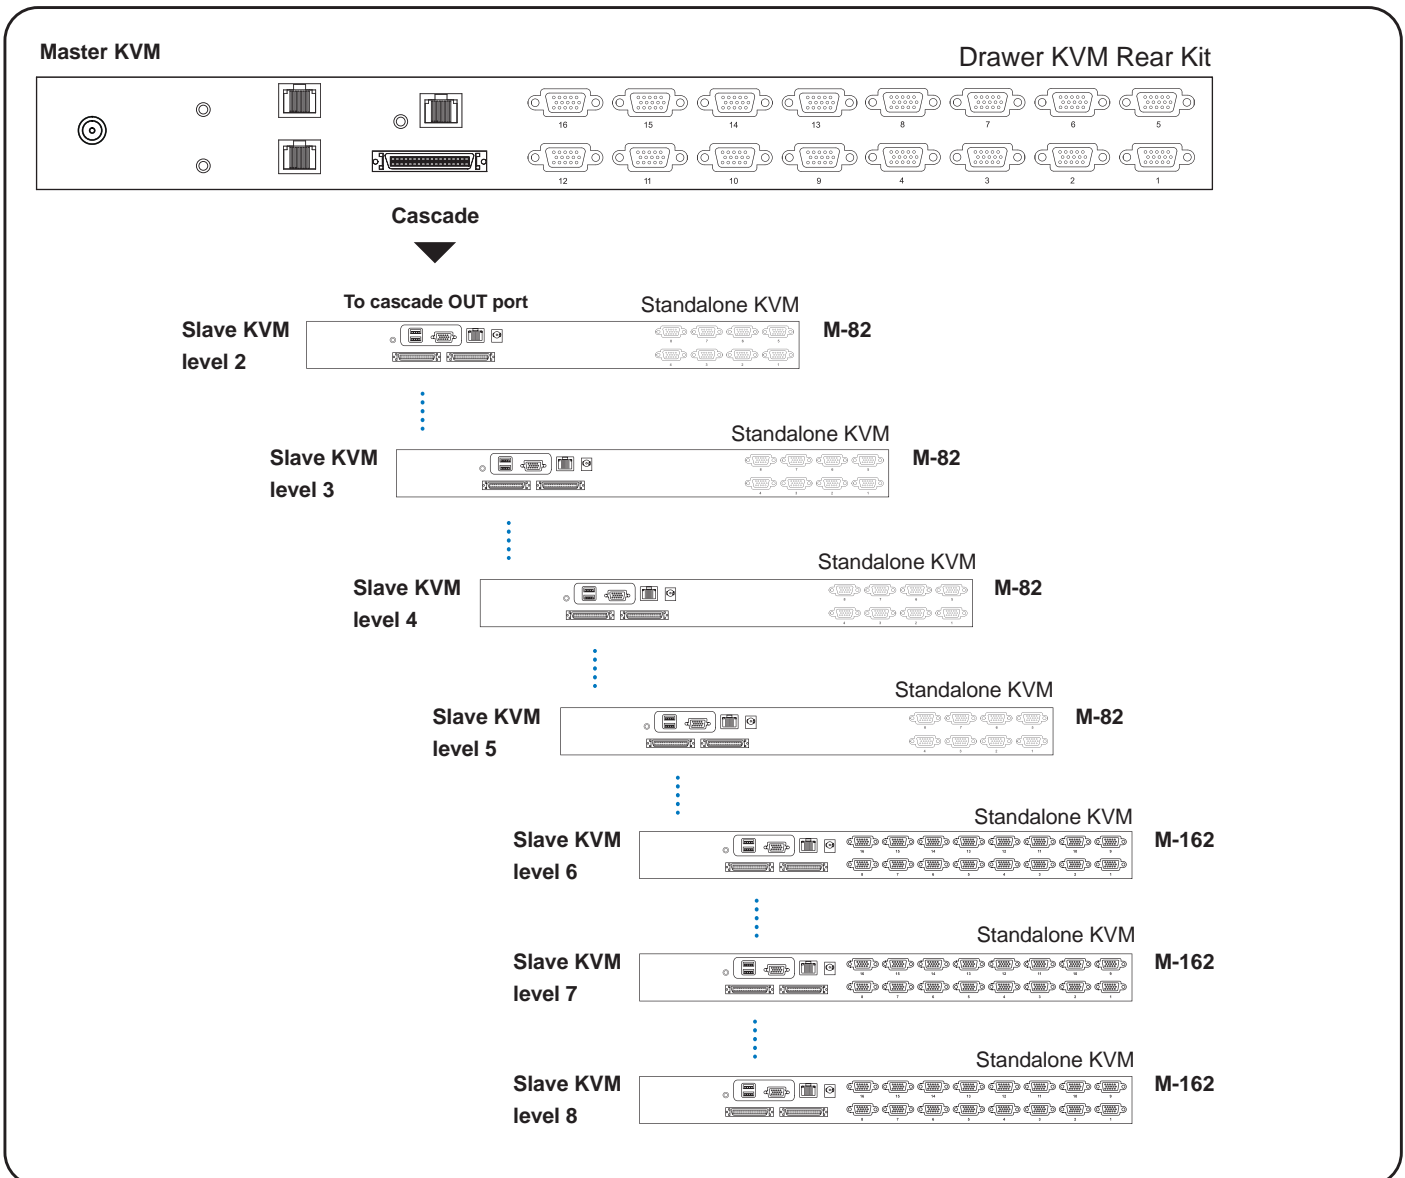 Master KVM
Drawer KVM Rear Kit
16 15 14 13 8 7 6 5
12 11 10 9 4 3 2 1
Cascade
To cascade OUT port
Standalone KVM
Slave KVM
level 2
M-82
Standalone KVM
Slave KVM
level 3
M-82
Standalone KVM
Slave KVM
level 4
M-82
Standalone KVM
Slave KVM
level 5
M-82
Standalone KVM
Slave KVM
level 6
M-162
Standalone KVM
Slave KVM
level 7
M-162
Standalone KVM
Slave KVM
level 8
M-162